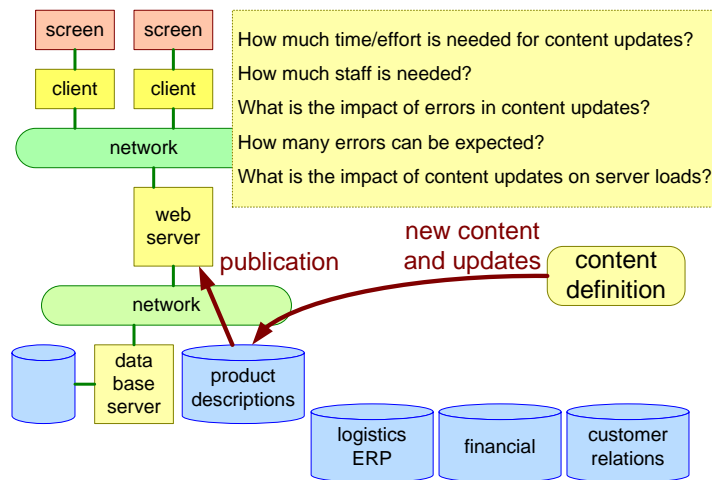 screen
screen
client
client
network
How much time/effort is needed for content updates?
How much staff is needed?
What is the impact of errors in content updates?
How many errors can be expected?
What is the impact of content updates on server loads?
web
server
publication
new content
and updates
content
definition
network
data
base
server
product
descriptions
logistics
ERP
financial
customer
relations